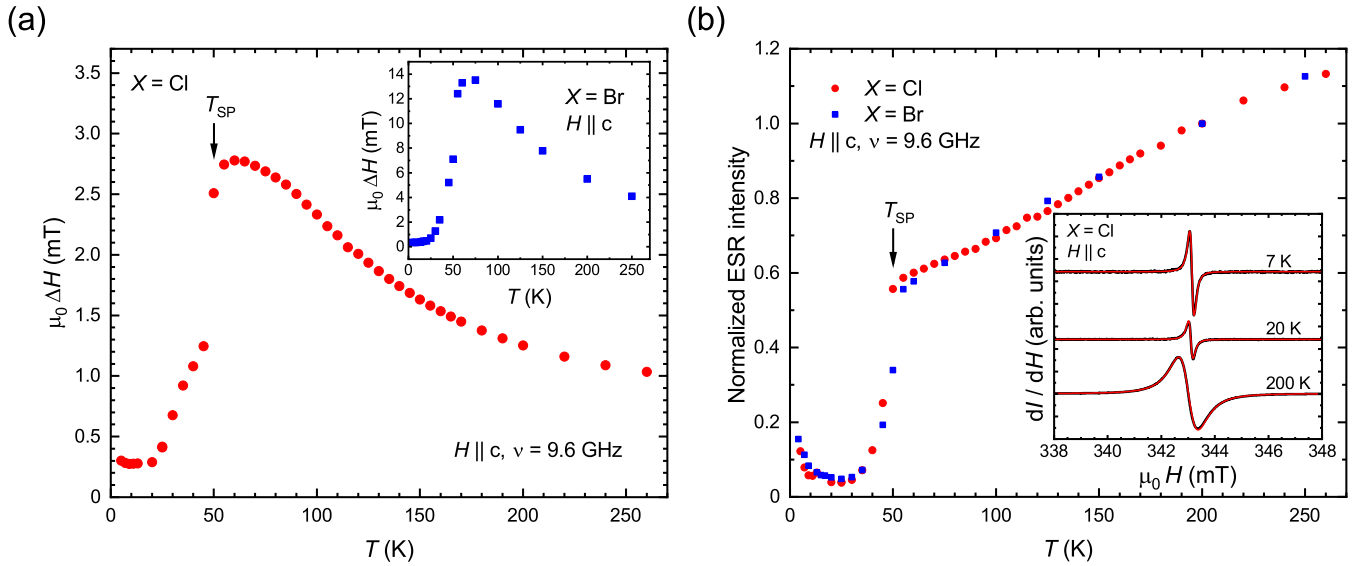 (a)
X = Cl
T_SP
3.5
3.0
2.5
2.0
1.5
1.0
0.5
0
μ₀ ΔH (mT)
0 50 100 150 200 250
T (K)
H || c, ν = 9.6 GHz
X = Br
H || c
14
12
10
8
6
4
2
0
μ₀ ΔH (mT)
0 50 100 150 200 250
T (K)
(b)
X = Cl
X = Br
H || c, ν = 9.6 GHz
T_SP
1.2
1.0
0.8
0.6
0.4
0.2
0
Normalized ESR intensity
0 50 100 150 200 250
T (K)
X = Cl
H || c
7 K
20 K
200 K
dI / dH (arb. units)
338 340 342 344 346 348
μ₀ H (mT)